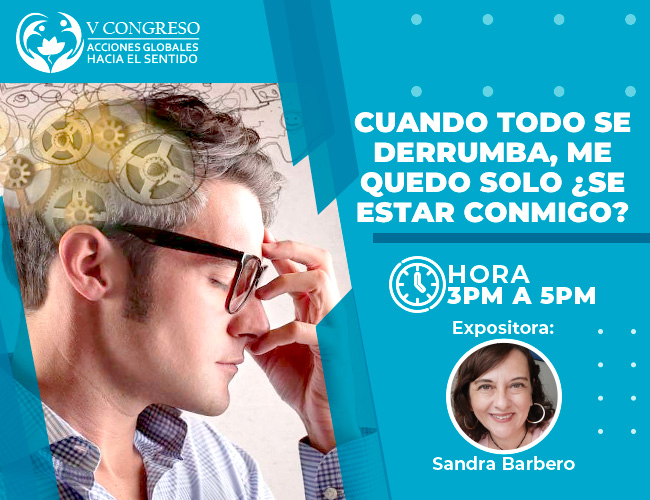 V CONGRESO
ACCIONES GLOBALES
HACIA EL SENTIDO
CUANDO TODO SE
DERRUMBA, ME
QUEDO SOLO ¿SE
ESTAR CONMIGO?
HORA
3PM A 5PM
Expositora:
Sandra Barbero